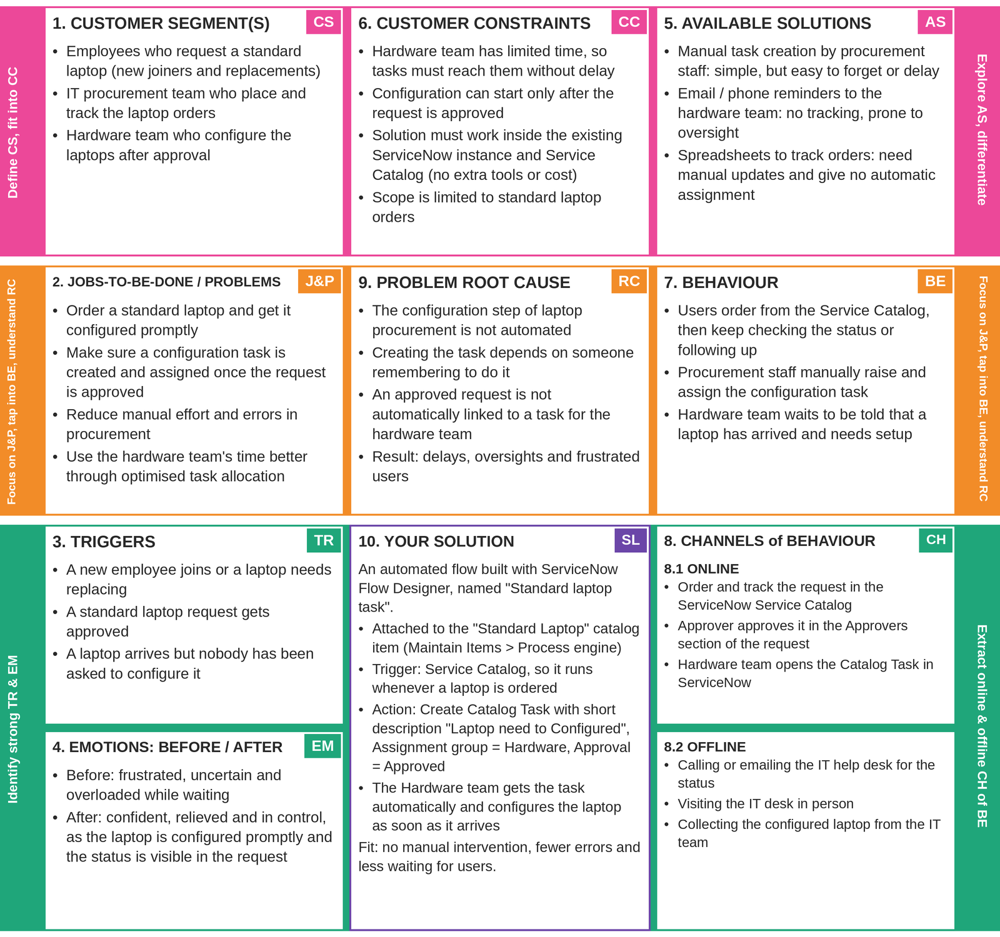 Define CS, fit into CC
1. CUSTOMER SEGMENT(S)
CS
• Employees who request a standard
laptop (new joiners and replacements)
• IT procurement team who place and
track the laptop orders
• Hardware team who configure the
laptops after approval
6. CUSTOMER CONSTRAINTS
CC
• Hardware team has limited time, so
tasks must reach them without delay
• Configuration can start only after the
request is approved
• Solution must work inside the existing
ServiceNow instance and Service
Catalog (no extra tools or cost)
• Scope is limited to standard laptop
orders
5. AVAILABLE SOLUTIONS
AS
• Manual task creation by procurement
staff: simple, but easy to forget or delay
• Email / phone reminders to the
hardware team: no tracking, prone to
oversight
• Spreadsheets to track orders: need
manual updates and give no automatic
assignment
Explore AS, differentiate
Focus on J&P, tap into BE, understand RC
2. JOBS-TO-BE-DONE / PROBLEMS
J&P
• Order a standard laptop and get it
configured promptly
• Make sure a configuration task is
created and assigned once the request
is approved
• Reduce manual effort and errors in
procurement
• Use the hardware team's time better
through optimised task allocation
9. PROBLEM ROOT CAUSE
RC
• The configuration step of laptop
procurement is not automated
• Creating the task depends on someone
remembering to do it
• An approved request is not
automatically linked to a task for the
hardware team
• Result: delays, oversights and frustrated
users
7. BEHAVIOUR
BE
• Users order from the Service Catalog,
then keep checking the status or
following up
• Procurement staff manually raise and
assign the configuration task
• Hardware team waits to be told that a
laptop has arrived and needs setup
Focus on J&P, tap into BE, understand RC
Identify strong TR & EM
3. TRIGGERS
TR
• A new employee joins or a laptop needs
replacing
• A standard laptop request gets
approved
• A laptop arrives but nobody has been
asked to configure it
4. EMOTIONS: BEFORE / AFTER
EM
• Before: frustrated, uncertain and
overloaded while waiting
• After: confident, relieved and in control,
as the laptop is configured promptly and
the status is visible in the request
10. YOUR SOLUTION
SL
An automated flow built with ServiceNow
Flow Designer, named "Standard laptop
task".
• Attached to the "Standard Laptop" catalog
item (Maintain Items > Process engine)
• Trigger: Service Catalog, so it runs
whenever a laptop is ordered
• Action: Create Catalog Task with short
description "Laptop need to Configured",
Assignment group = Hardware, Approval
= Approved
• The Hardware team gets the task
automatically and configures the laptop
as soon as it arrives
Fit: no manual intervention, fewer errors and
less waiting for users.
8. CHANNELS of BEHAVIOUR
CH
8.1 ONLINE
• Order and track the request in the
ServiceNow Service Catalog
• Approver approves it in the Approvers
section of the request
• Hardware team opens the Catalog Task in
ServiceNow
8.2 OFFLINE
• Calling or emailing the IT help desk for the
status
• Visiting the IT desk in person
• Collecting the configured laptop from the IT
team
Extract online & offline CH of BE